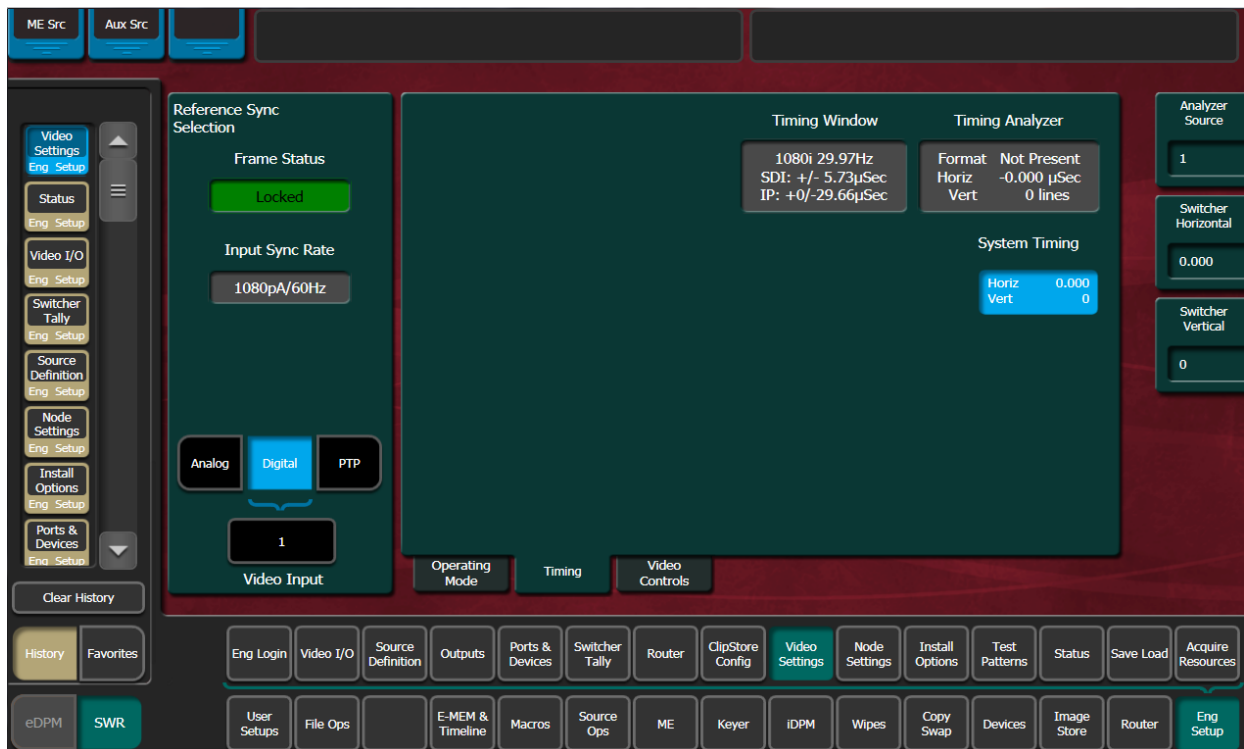 ME Src
Aux Src
Video
Settings
Eng Setup
Status
Eng Setup
Video I/O
Eng Setup
Switcher
Tally
Eng Setup
Source
Definition
Eng Setup
Node
Settings
Eng Setup
Install
Options
Eng Setup
Ports &
Devices
Eng Setup
Clear History
History
Favorites
eDPM
SWR
Reference Sync
Selection
Frame Status
Locked
Input Sync Rate
1080pA/60Hz
Analog
Digital
PTP
1
Video Input
Timing Window
1080i 29.97Hz
SDI: +/- 5.73µSec
IP: +0/-29.66µSec
Timing Analyzer
Format Not Present
Horiz -0.000 µSec
Vert 0 lines
System Timing
Horiz 0.000
Vert 0
Operating
Mode
Timing
Video
Controls
Analyzer
Source
1
Switcher
Horizontal
0.000
Switcher
Vertical
0
Eng Login
Video I/O
Source
Definition
Outputs
Ports &
Devices
Switcher
Tally
Router
ClipStore
Config
Video
Settings
Node
Settings
Install
Options
Test
Patterns
Status
Save Load
Acquire
Resources
User
Setups
File Ops
E-MEM &
Timeline
Macros
Source
Ops
ME
Keyer
iDPM
Wipes
Copy
Swap
Devices
Image
Store
Router
Eng
Setup